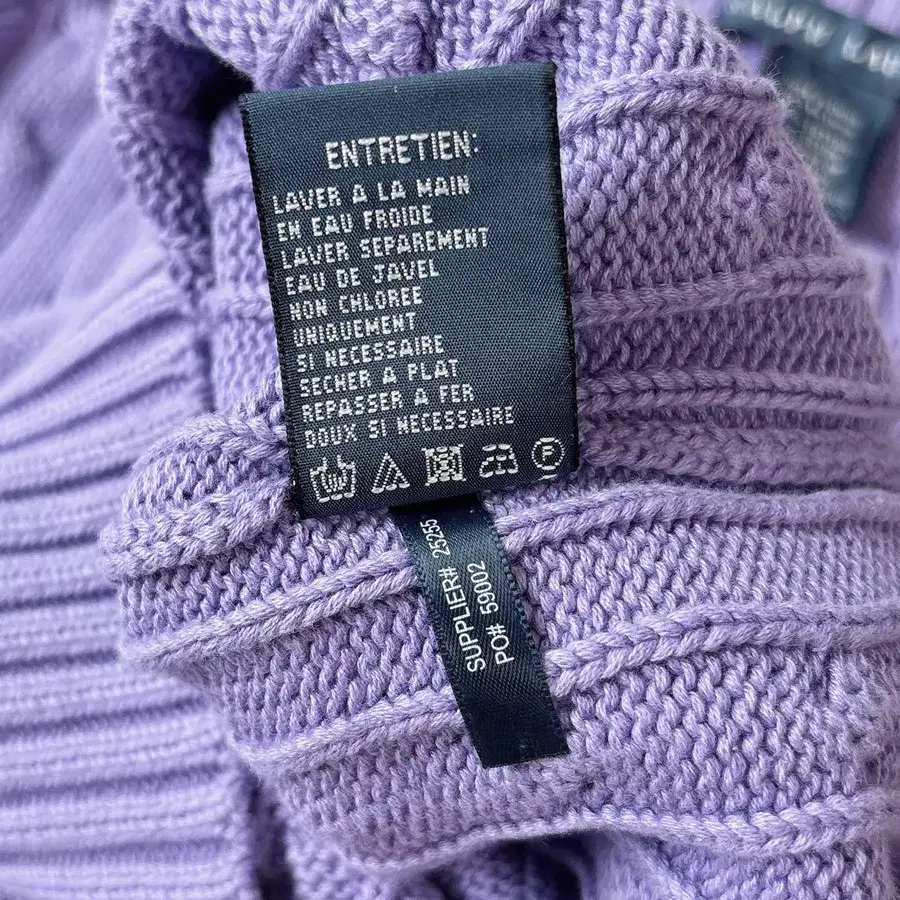 ENTRETIEN:
LAVER A LA MAIN
EN EAU FROIDE
LAVER SEPAREMENT
EAU DE JAVEL
NON CHLOREE
UNIQUEMENT
SI NECESSAIRE
SECHER A PLAT
REPASSER A FER
DOUX SI NECESSAIRE
P
SUPPLIER# 25255
PO# 59002